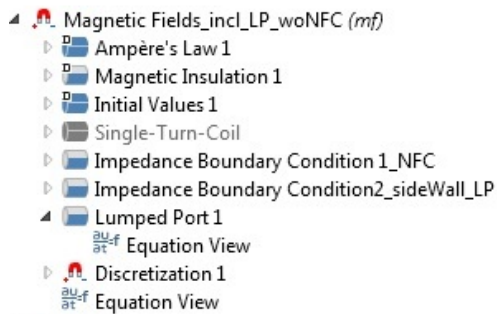 Magnetic Fields_incl_LP_woNFC (mf)
Ampère's Law 1
Magnetic Insulation 1
Initial Values 1
Single-Turn-Coil
Impedance Boundary Condition 1_NFC
Impedance Boundary Condition2_sideWall_LP
Lumped Port 1
Equation View
Discretization 1
Equation View